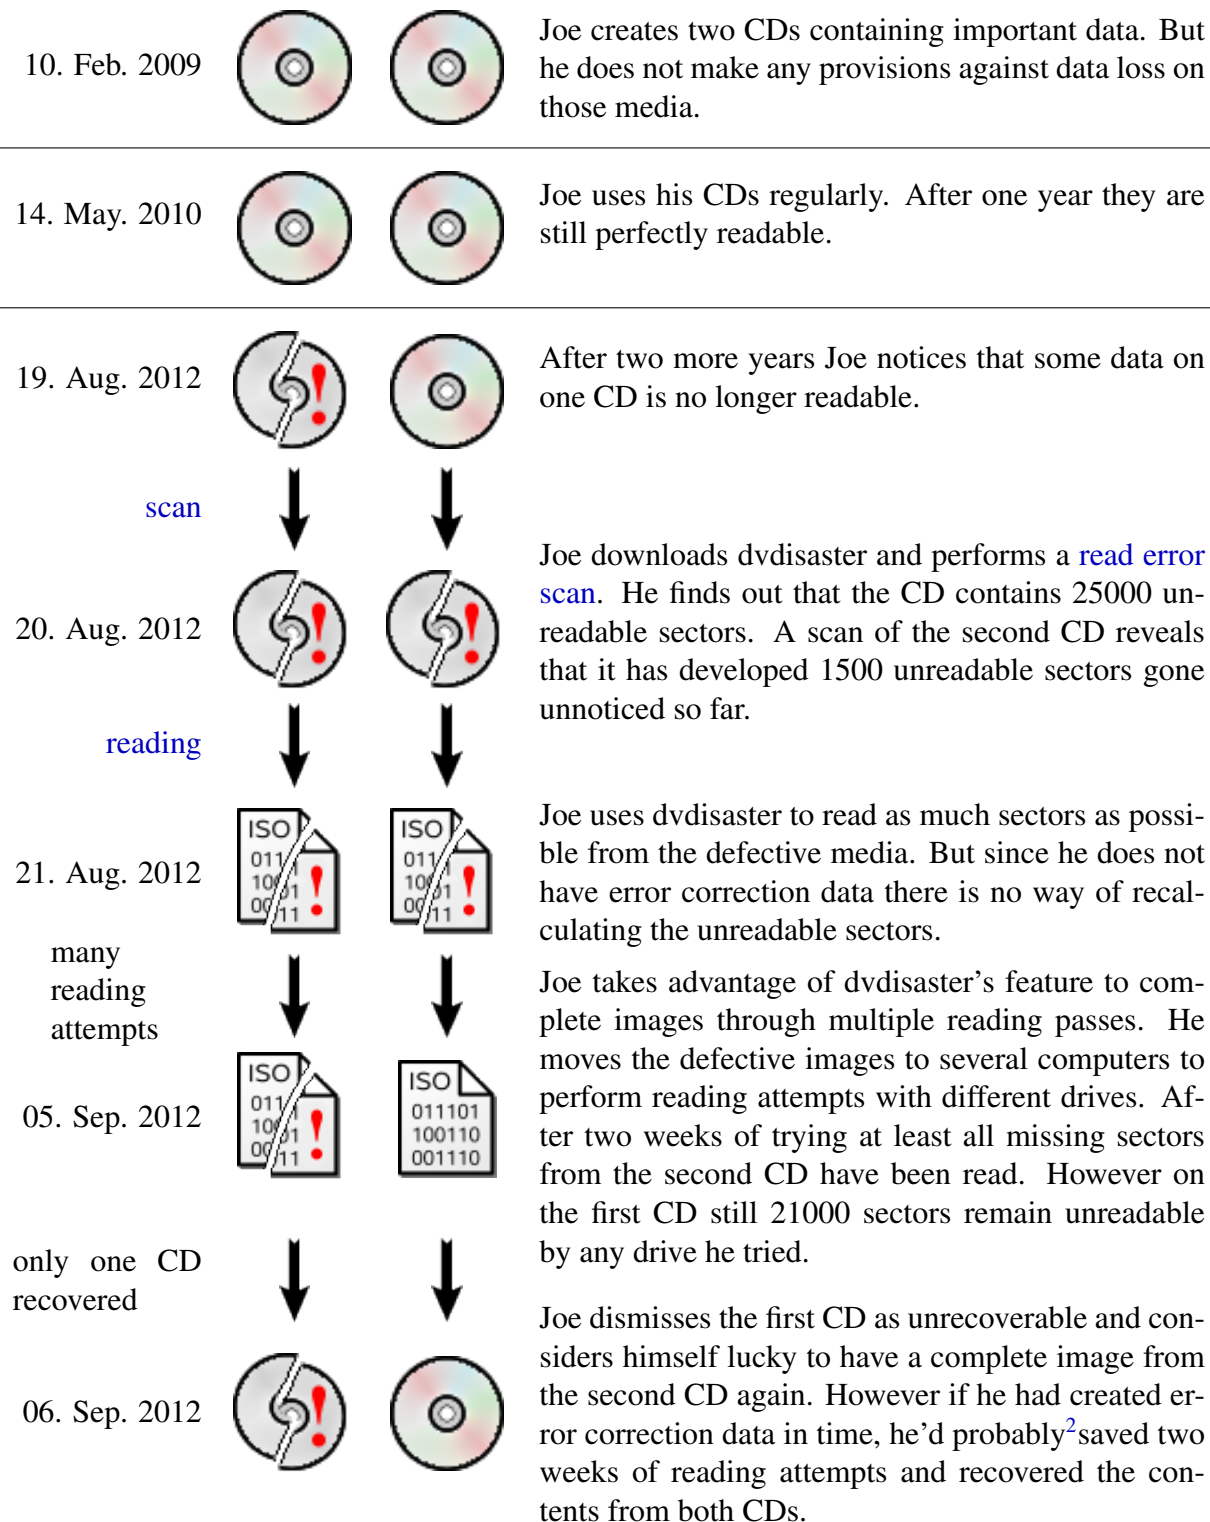 10. Feb. 2009
Joe creates two CDs containing important data. But
he does not make any provisions against data loss on
those media.
14. May. 2010
Joe uses his CDs regularly. After one year they are
still perfectly readable.
19. Aug. 2012
!
After two more years Joe notices that some data on
one CD is no longer readable.
scan
20. Aug. 2012
! !
Joe downloads dvdisaster and performs a read error
scan. He finds out that the CD contains 25000 un-
readable sectors. A scan of the second CD reveals
that it has developed 1500 unreadable sectors gone
unnoticed so far.
reading
21. Aug. 2012
ISO
011
1001
00 11
!
ISO
011
1001
00 11
!
Joe uses dvdisaster to read as much sectors as possi-
ble from the defective media. But since he does not
have error correction data there is no way of recal-
culating the unreadable sectors.
many
reading
attempts
Joe takes advantage of dvdisaster’s feature to com-
plete images through multiple reading passes. He
moves the defective images to several computers to
perform reading attempts with different drives. Af-
ter two weeks of trying at least all missing sectors
from the second CD have been read. However on
the first CD still 21000 sectors remain unreadable
by any drive he tried.
05. Sep. 2012
ISO
011
1001
00 11
!
ISO
011101
100110
001110
only one CD
recovered
06. Sep. 2012
!
Joe dismisses the first CD as unrecoverable and con-
siders himself lucky to have a complete image from
the second CD again. However if he had created er-
ror correction data in time, he’d probably2saved two
weeks of reading attempts and recovered the con-
tents from both CDs.